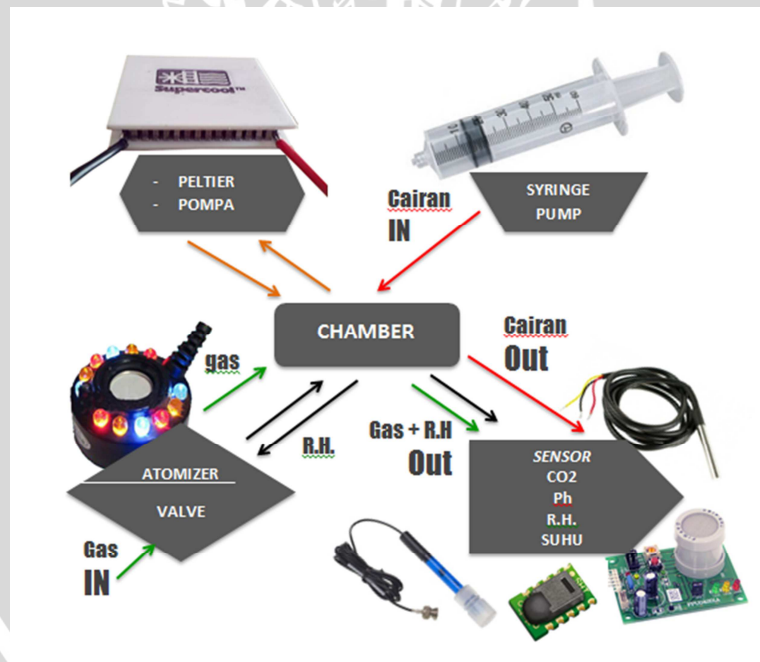 Supercool™
- PELTIER
- POMPA
SYRINGE
PUMP
Cairan
IN
CHAMBER
Cairan
Out
gas
R.H.
Gas + R.H
Out
ATOMIZER
VALVE
Gas
IN
SENSOR
CO2
Ph
R.H.
SUHU